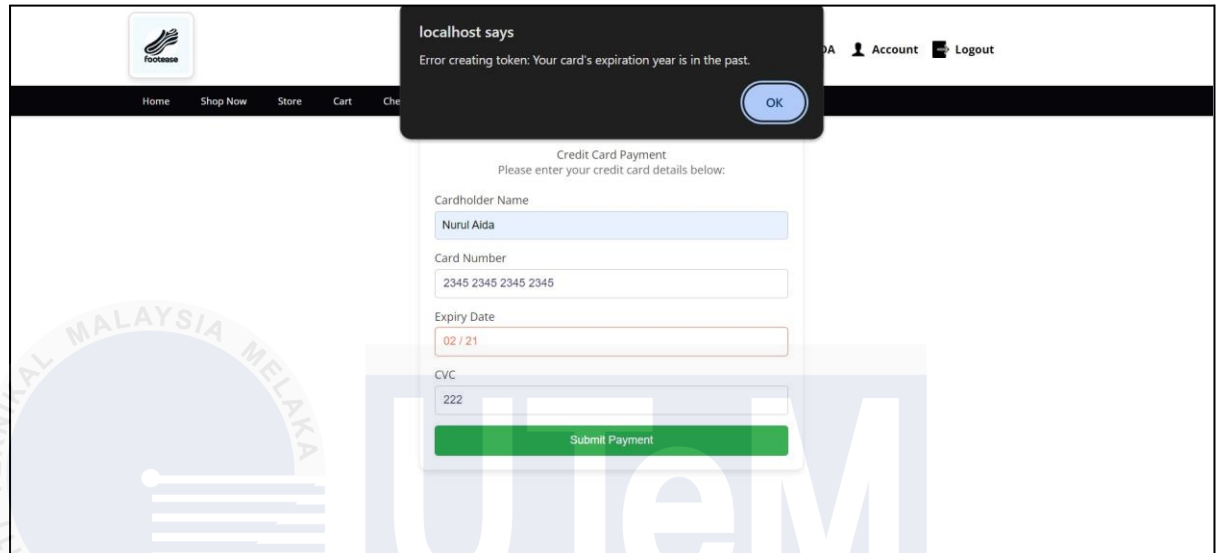 footease
localhost says
Error creating token: Your card's expiration year is in the past.
OK
DA Account Logout
Home Shop Now Store Cart Che
Credit Card Payment
Please enter your credit card details below:
Cardholder Name
Nurul Aida
Card Number
2345 2345 2345 2345
Expiry Date
02 / 21
CVC
222
Submit Payment
MALAYSIA MELAKA
UTeM